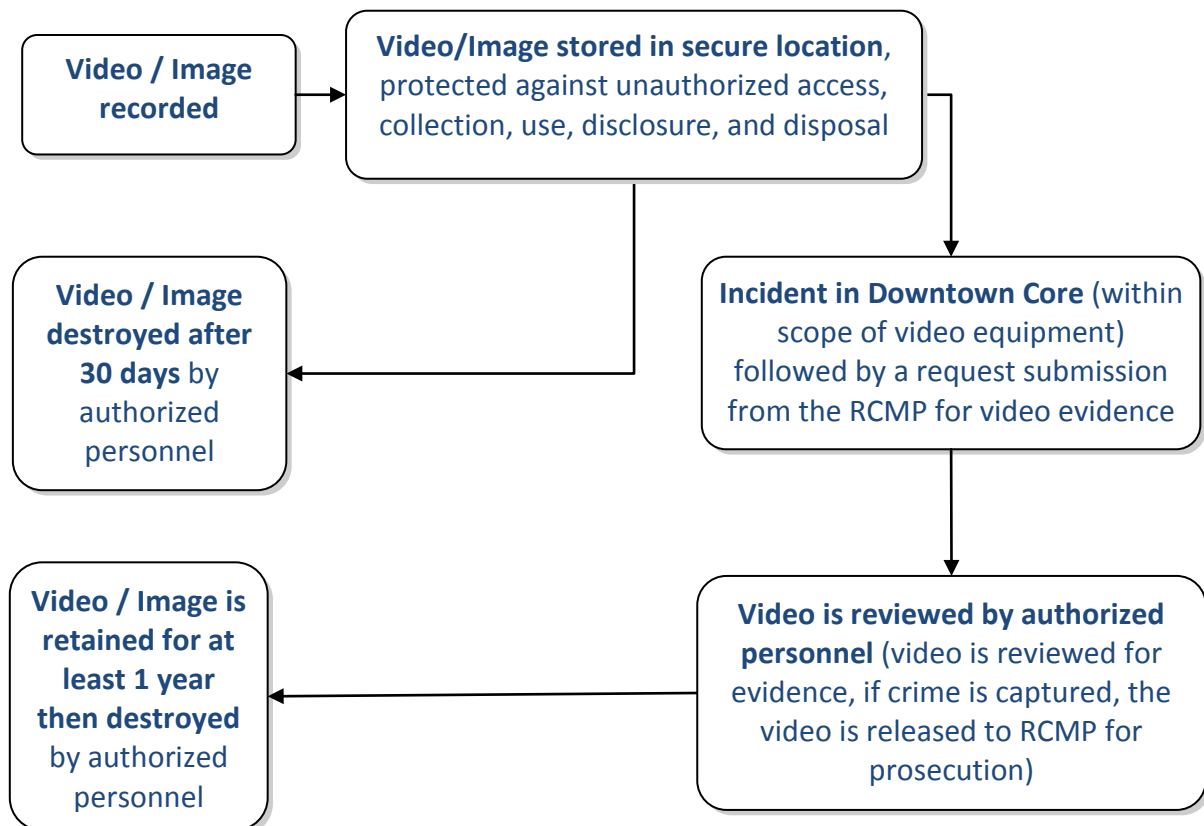 Video / Image
recorded
Video/Image stored in secure location,
protected against unauthorized access,
collection, use, disclosure, and disposal
Video / Image
destroyed after
30 days by
authorized
personnel
Incident in Downtown Core (within
scope of video equipment)
followed by a request submission
from the RCMP for video evidence
Video / Image is
retained for at
least 1 year
then destroyed
by authorized
personnel
Video is reviewed by authorized
personnel (video is reviewed for
evidence, if crime is captured, the
video is released to RCMP for
prosecution)